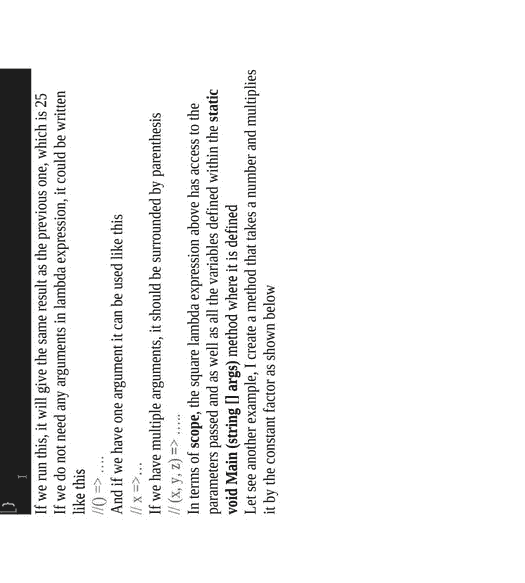 }
If we run this, it will give the same result as the previous one, which is 25
If we do not need any arguments in lambda expression, it could be written
like this
//() => ….
And if we have one argument it can be used like this
// x =>…
If we have multiple arguments, it should be surrounded by parenthesis
// (x, y, z) => …..
In terms of scope, the square lambda expression above has access to the
parameters passed and as well as all the variables defined within the static
void Main (string [] args) method where it is defined
Let see another example, I create a method that takes a number and multiplies
it by the constant factor as shown below